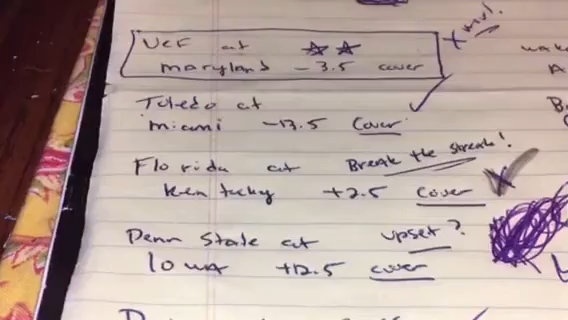 UCF at
maryland -3.5 cover
Toledo at
miami -13.5 Cover
Florida at Break the streak!
kentucky +2.5 cover
Penn State at upset?
Iowa +12.5 cover